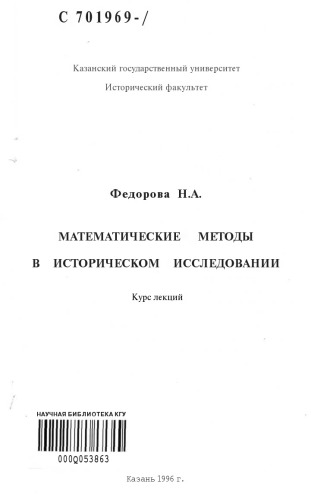 С 701969-/
Казанский государственный университет
Исторический факультет
Федорова Н.А.
МАТЕМАТИЧЕСКИЕ МЕТОДЫ
В ИСТОРИЧЕСКОМ ИССЛЕДОВАНИИ
Курс лекций
НАУЧНАЯ БИБЛИОТЕКА КГУ
0000053863
Казань 1996 г.